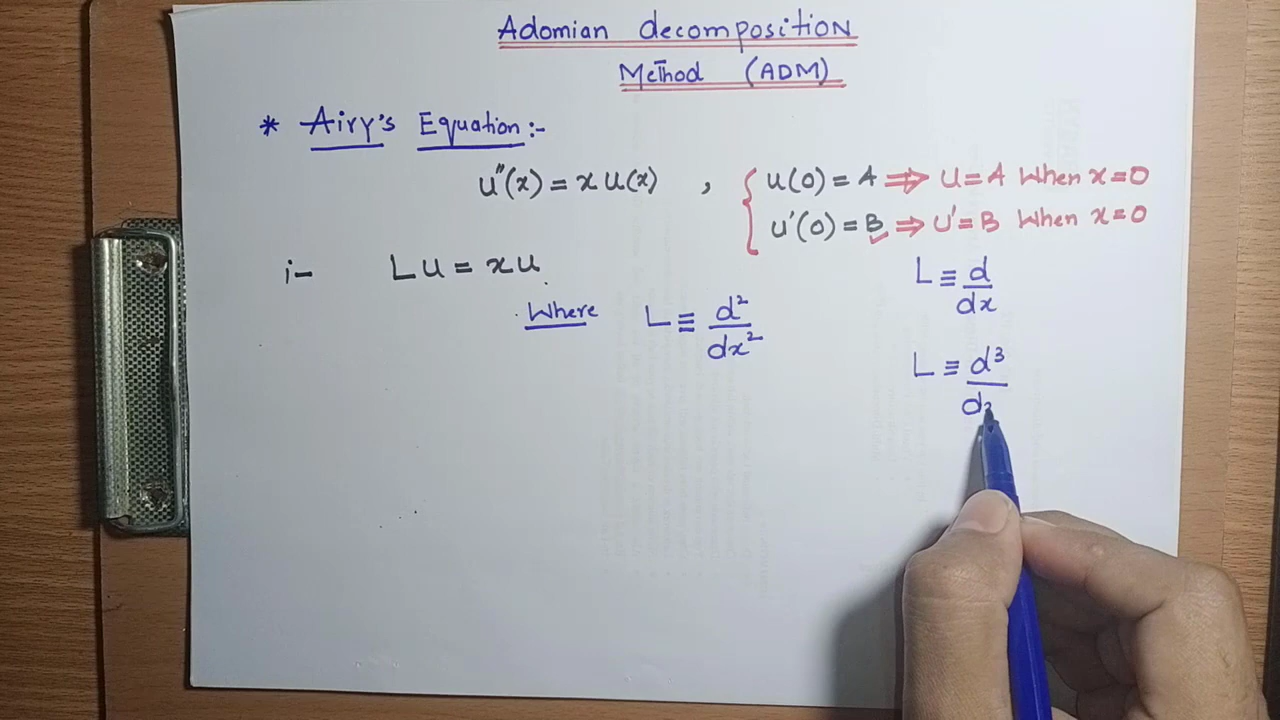 Adomian decomposition
Method (ADM)
* Airy's Equation:-
u''(x) = x u(x) , { u(0) = A ⇒ u = A When x = 0
u'(0) = B ⇒ u' = B When x = 0
i- Lu = xu
Where L ≡ d²/dx²
L ≡ d/dx
L ≡ d³/d